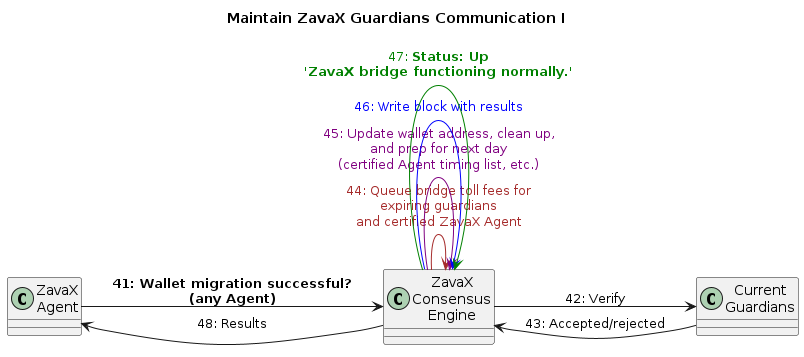 Maintain ZavaX Guardians Communication I
47: Status: Up
'ZavaX bridge functioning normally.'
46: Write block with results
45: Update wallet address, clean up,
and prep for next day
(certified Agent timing list, etc.)
44: Queue bridge toll fees for
expiring guardians
and certified ZavaX Agent
C
ZavaX
Agent
41: Wallet migration successful?
(any Agent)
48: Results
C
ZavaX
Consensus
Engine
42: Verify
43: Accepted/rejected
C
Current
Guardians